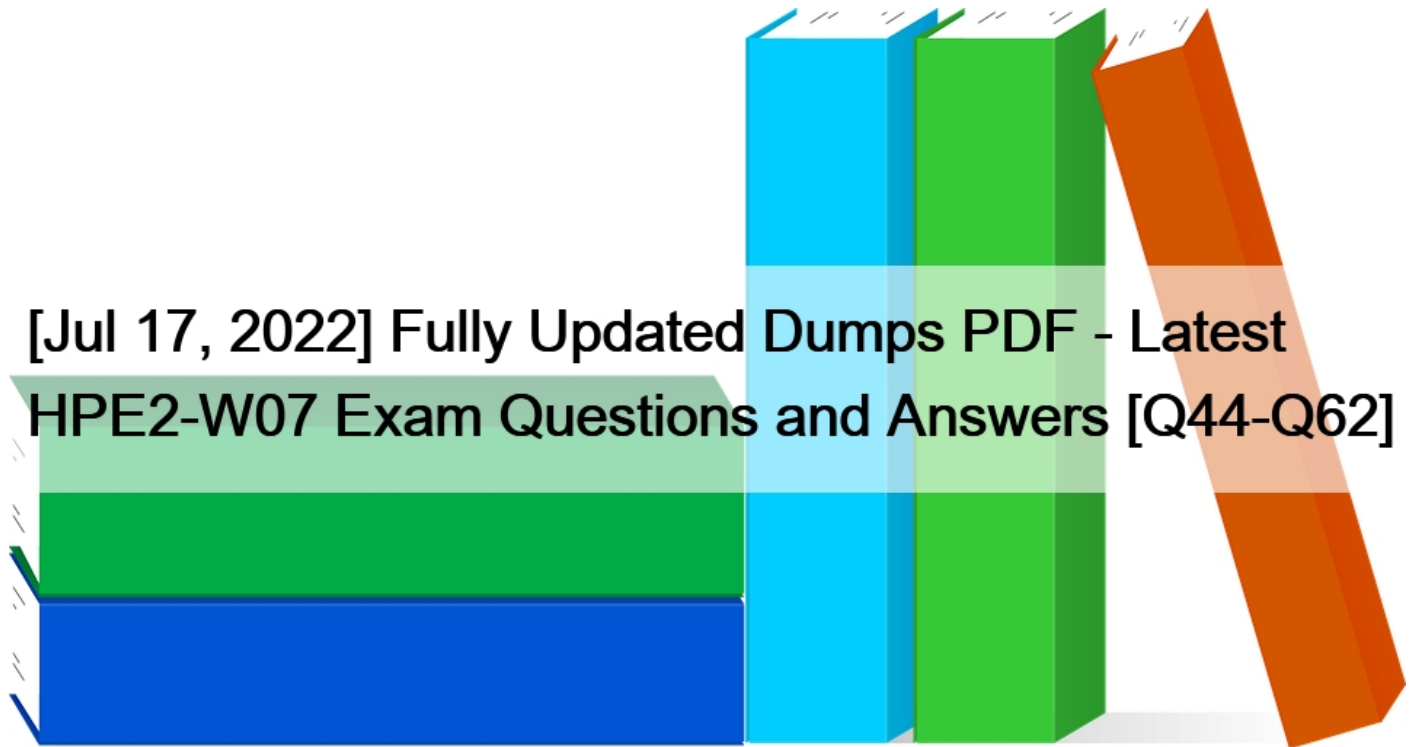 [Jul 17, 2022] Fully Updated Dumps PDF - Latest
HPE2-W07 Exam Questions and Answers [Q44-Q62]